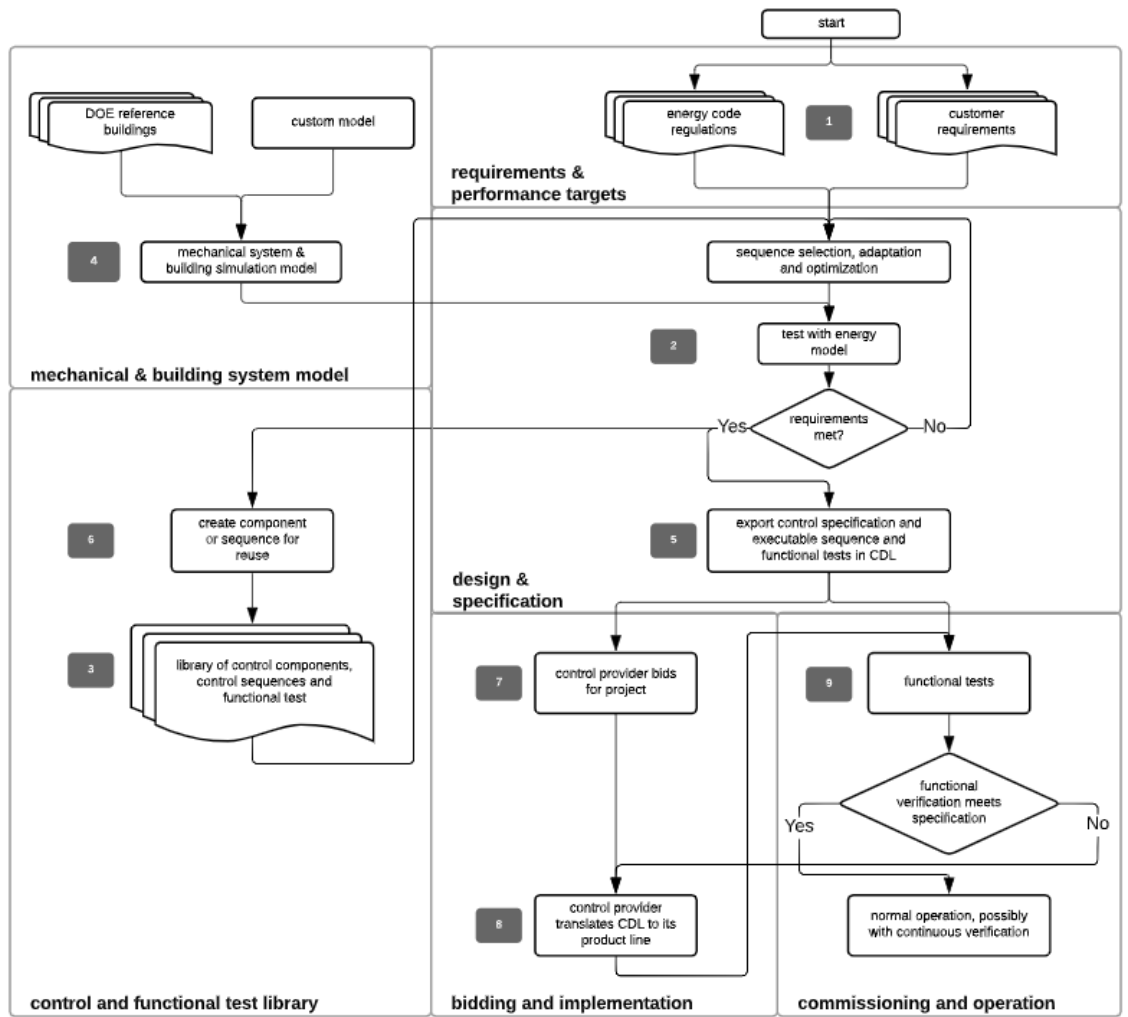 start
DOE reference
buildings
custom model
energy code
regulations
1
customer
requirements
requirements &
performance targets
4
mechanical system &
building simulation model
sequence selection, adaptation
and optimization
2
test with energy
model
mechanical & building system model
Yes
requirements
met?
No
6
create component
or sequence for
reuse
5
export control specification and
executable sequence and
functional tests in CDL
design &
specification
3
library of control components,
control sequences and
functional test
7
control provider bids
for project
9
functional tests
functional
verification meets
specification
Yes
No
8
control provider
translates CDL to its
product line
normal operation, possibly
with continuous verification
control and functional test library
bidding and implementation
commissioning and operation